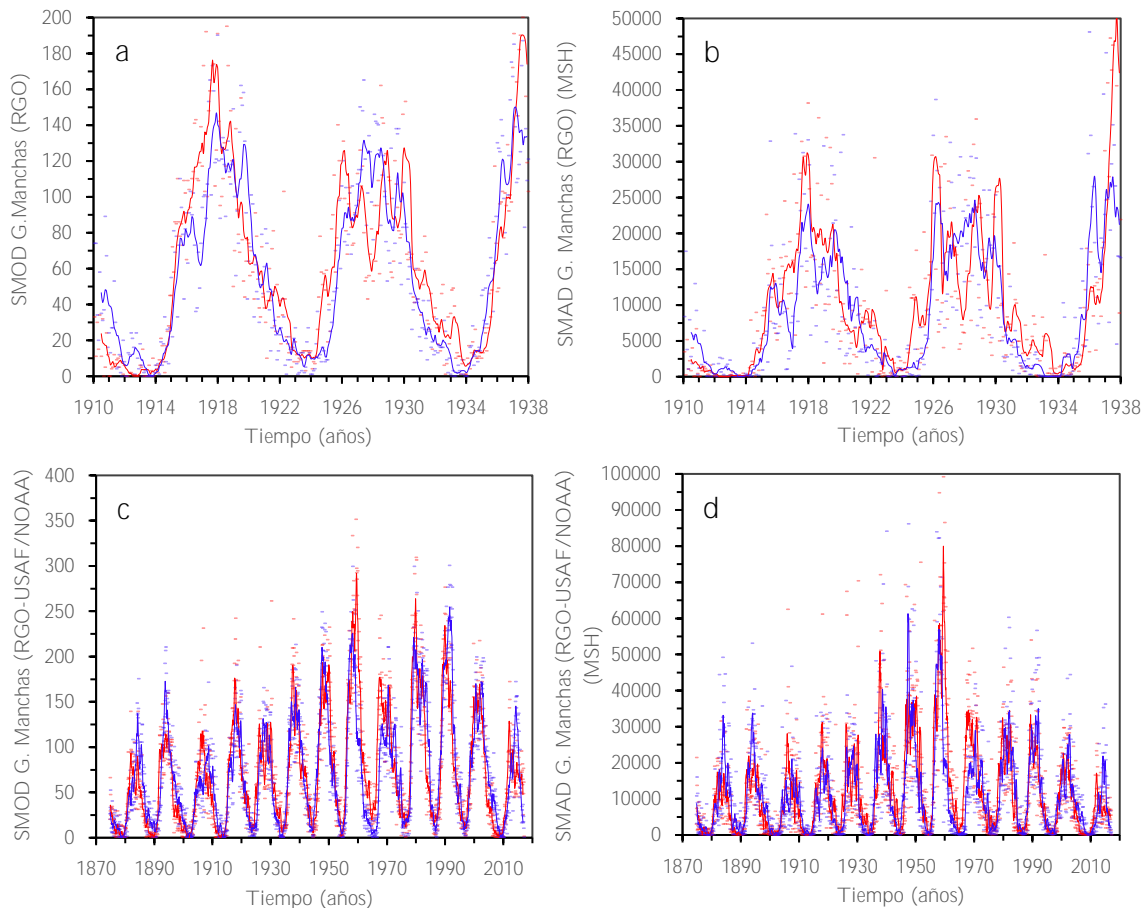 a
SMOD G.Manchas (RGO)
200
180
160
140
120
100
80
60
40
20
0
1910 1914 1918 1922 1926 1930 1934 1938
Tiempo (años)
b
SMAD G. Manchas (RGO) (MSH)
50000
45000
40000
35000
30000
25000
20000
15000
10000
5000
0
1910 1914 1918 1922 1926 1930 1934 1938
Tiempo (años)
c
SMOD G. Manchas (RGO-USAF/NOAA)
400
350
300
250
200
150
100
50
0
1870 1890 1910 1930 1950 1970 1990 2010
Tiempo (años)
d
SMAD G. Manchas (RGO-USAF/NOAA)
(MSH)
100000
90000
80000
70000
60000
50000
40000
30000
20000
10000
0
1870 1890 1910 1930 1950 1970 1990 2010
Tiempo (años)